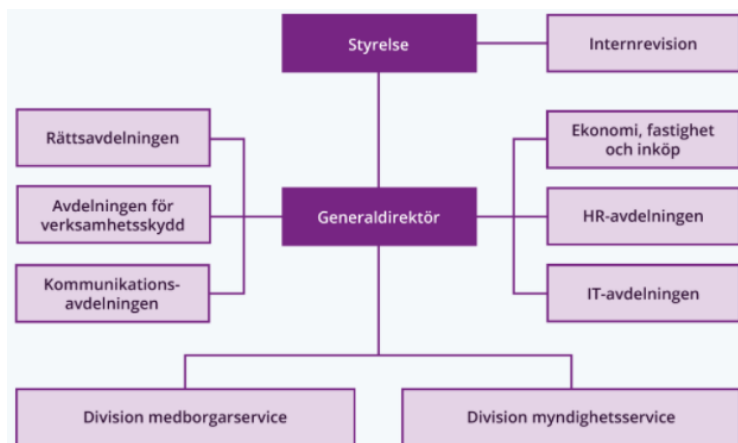 Styrelse
Internrevision
Rättsavdelningen
Ekonomi, fastighet
och inköp
Avdelningen för
verksamhetsskydd
Generaldirektör
HR-avdelningen
Kommunikations-
avdelningen
IT-avdelningen
Division medborgarservice
Division myndighetsservice